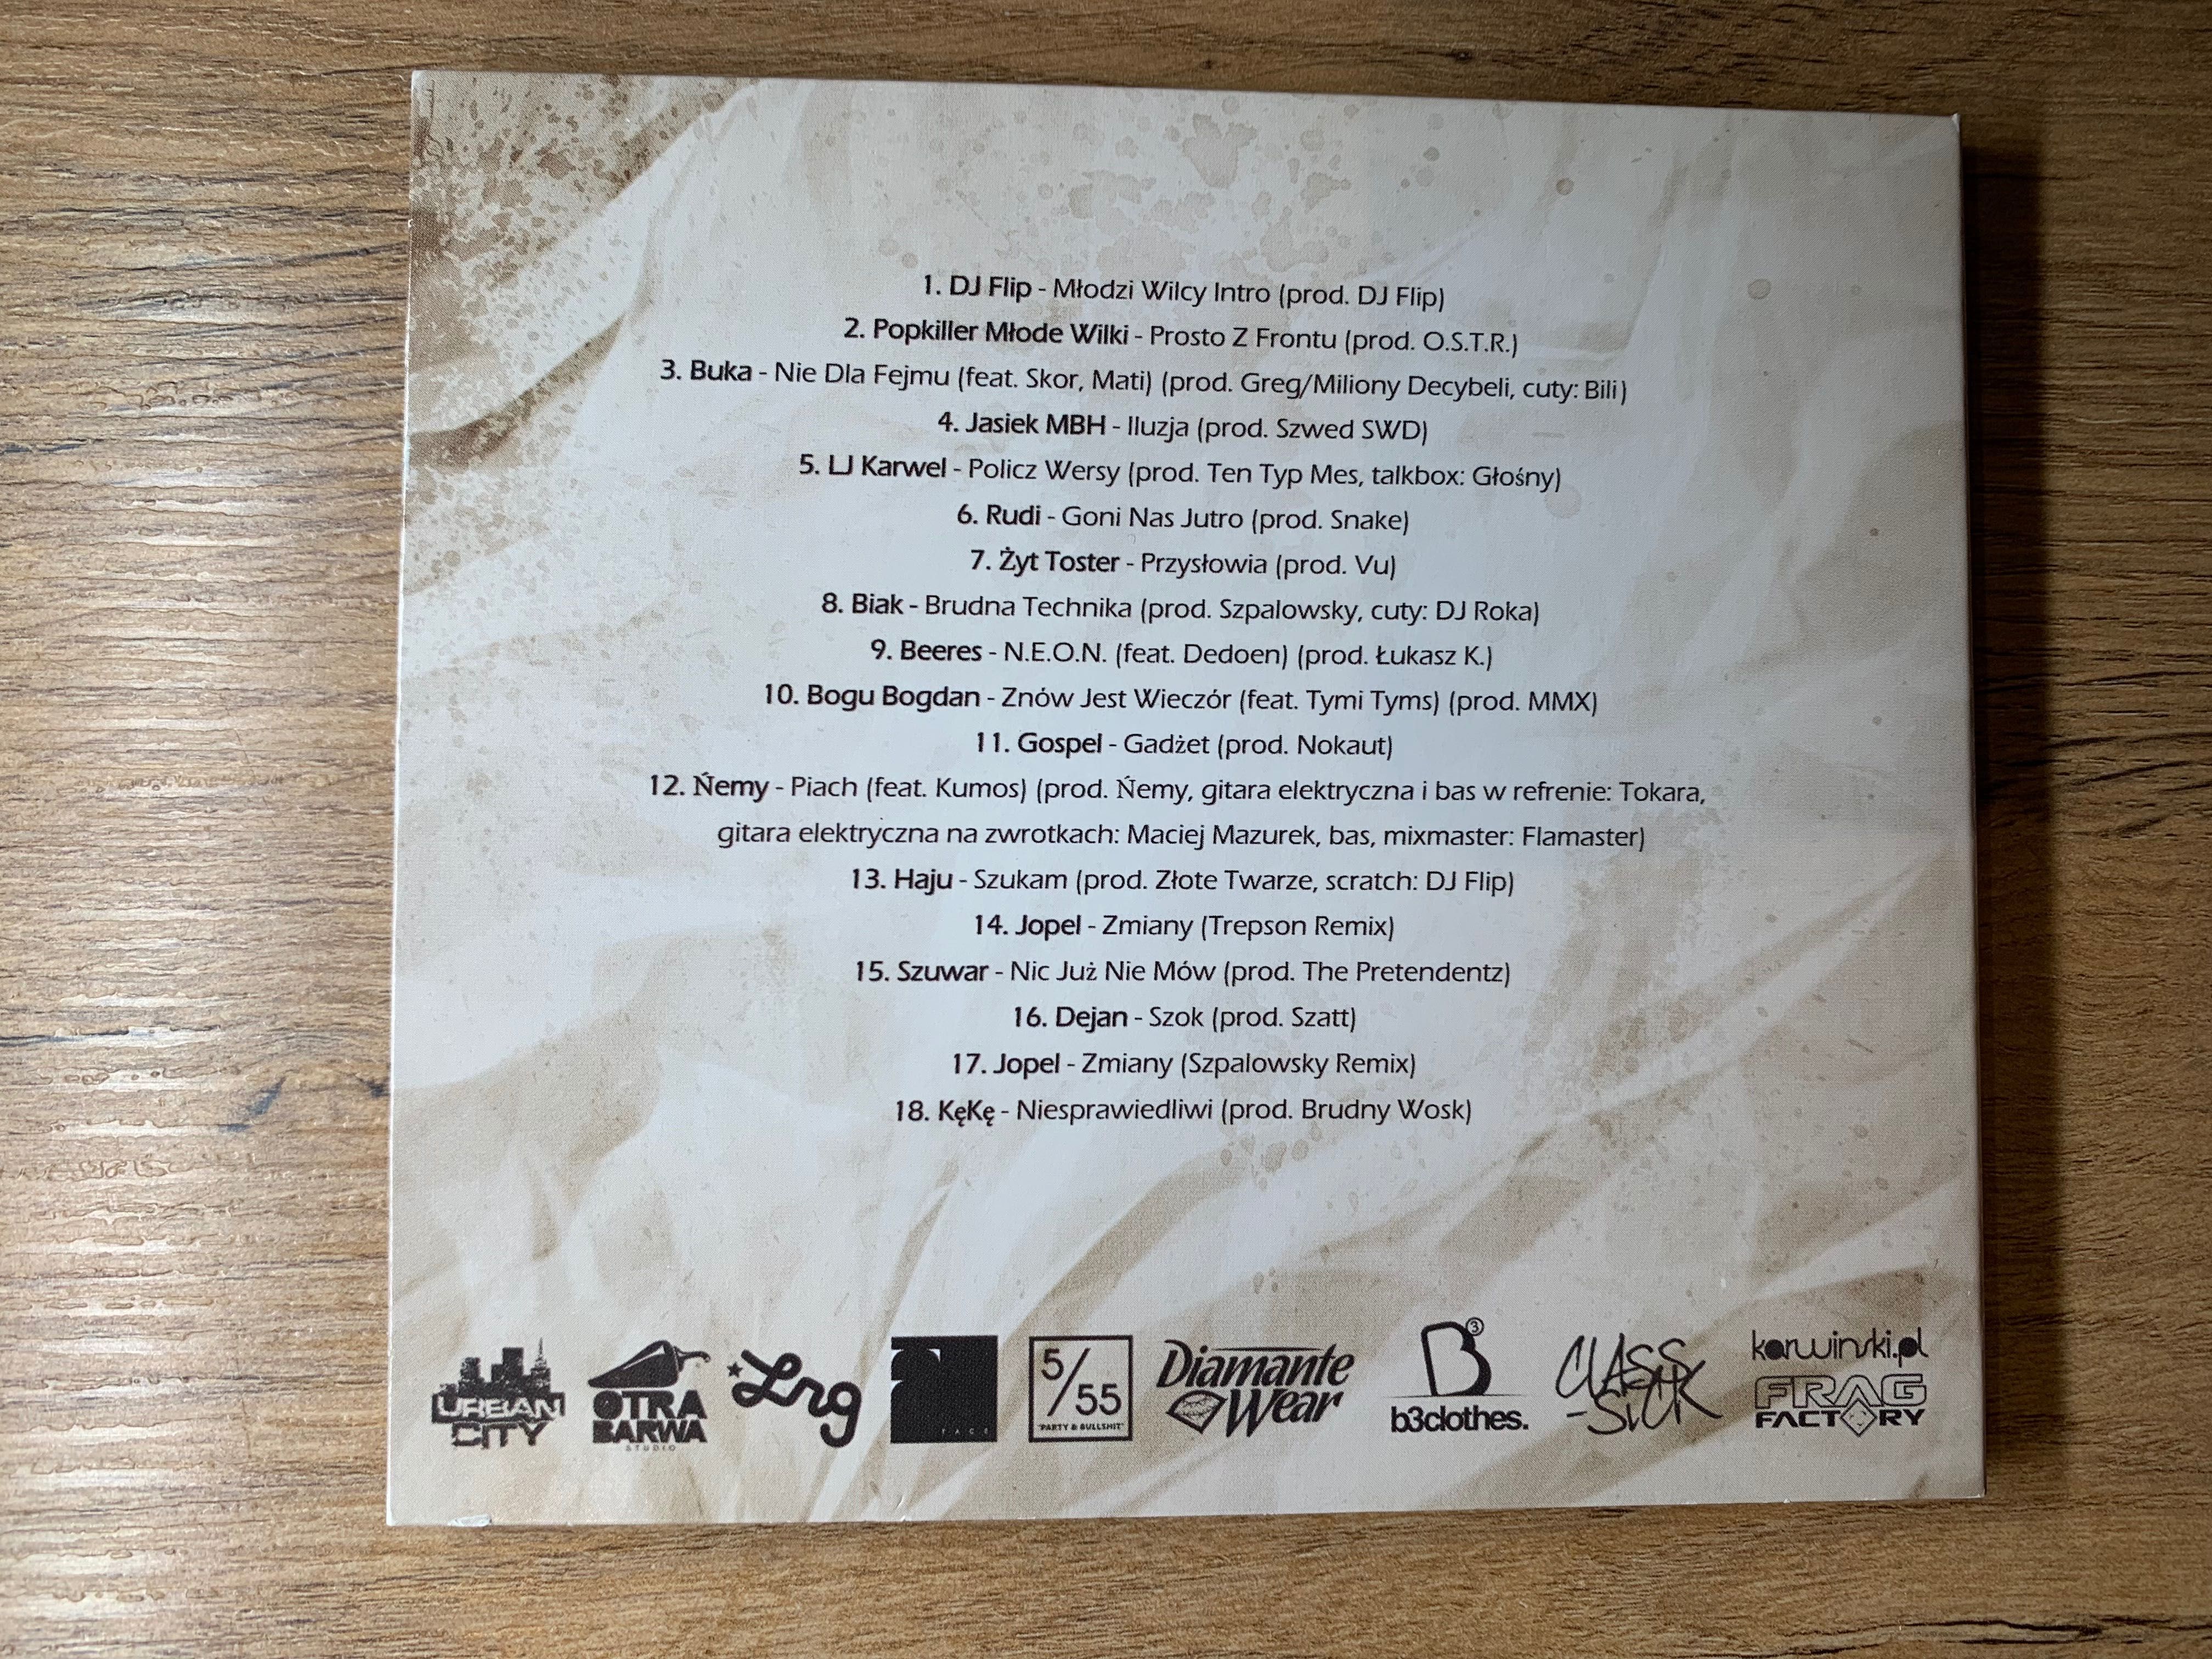 1. DJ Flip - Młodzi Wilcy Intro (prod. DJ Flip)
2. Popkiller Młode Wilki - Prosto Z Frontu (prod. O.S.T.R.)
3. Buka - Nie Dla Fejmu (feat. Skor, Mati) (prod. Greg/Miliony Decybeli, cuty: Bili)
4. Jasiek MBH - Iluzja (prod. Szwed SWD)
5. LJ Karwel - Policz Wersy (prod. Ten Typ Mes, talkbox: Głośny)
6. Rudi - Goni Nas Jutro (prod. Snake)
7. Żyt Toster - Przysłowia (prod. Vu)
8. Biak - Brudna Technika (prod. Szpalowsky, cuty: DJ Roka)
9. Beeres - N.E.O.N. (feat. Dedoen) (prod. Łukasz K.)
10. Bogu Bogdan - Znów Jest Wieczór (feat. Tymi Tyms) (prod. MMX)
11. Gospel - Gadżet (prod. Nokaut)
12. Ńemy - Piach (feat. Kumos) (prod. Ńemy, gitara elektryczna i bas w refrenie: Tokara,
gitara elektryczna na zwrotkach: Maciej Mazurek, bas, mixmaster: Flamaster)
13. Haju - Szukam (prod. Złote Twarze, scratch: DJ Flip)
14. Jopel - Zmiany (Trepson Remix)
15. Szuwar - Nic Już Nie Mów (prod. The Pretendentz)
16. Dejan - Szok (prod. Szatt)
17. Jopel - Zmiany (Szpalowsky Remix)
18. KęKę - Niesprawiedliwi (prod. Brudny Wosk)
URBAN
CITY
OTRA
BARWA
STUDIO
Lrg
FACE
5/55
"PARTY & BULLSHIT"
Diamante
Wear
B3
b3clothes.
CLASS
-SICK
karwinski.pl
FRAG
FACTORY